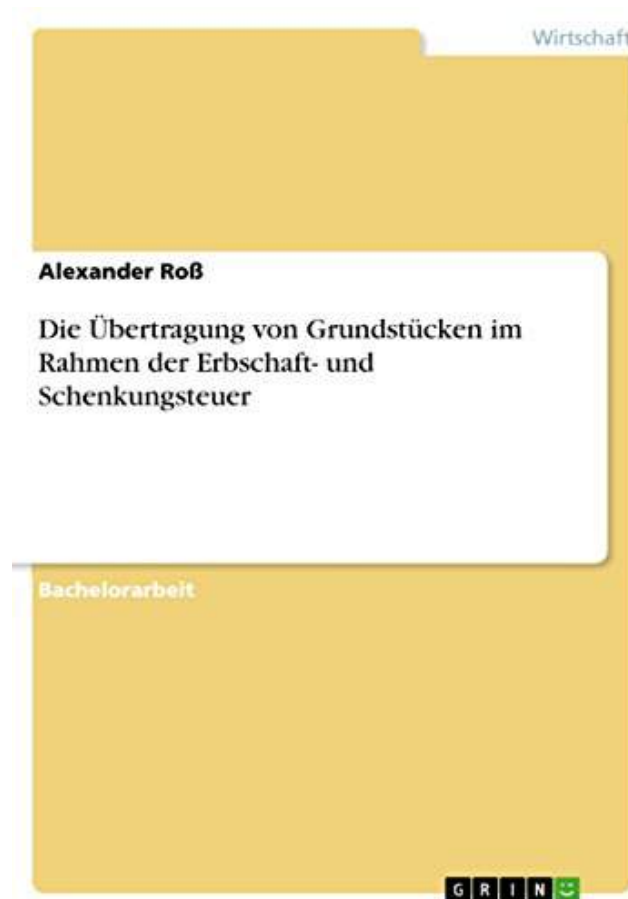 Wirtschaft
Alexander Roß
Die Übertragung von Grundstücken im
Rahmen der Erbschaft- und
Schenkungsteuer
Bachelorarbeit
GRIN